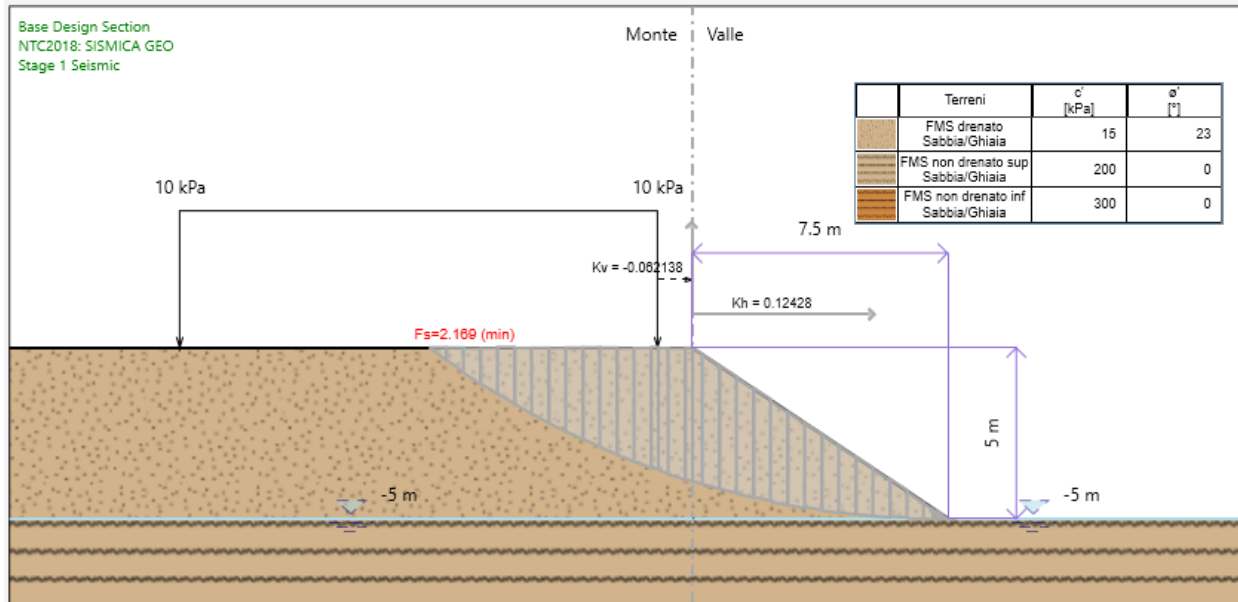 Base Design Section
NTC2018: SISMICA GEO
Stage 1 Seismic
Monte
Valle
Terreni
c'
[kPa]
ø'
[°]
FMS drenato
Sabbia/Ghiaia
15
23
FMS non drenato sup
Sabbia/Ghiaia
200
0
FMS non drenato inf
Sabbia/Ghiaia
300
0
10 kPa
10 kPa
7.5 m
Kv = -0.062138
Kh = 0.12428
Fs=2.169 (min)
5 m
-5 m
-5 m